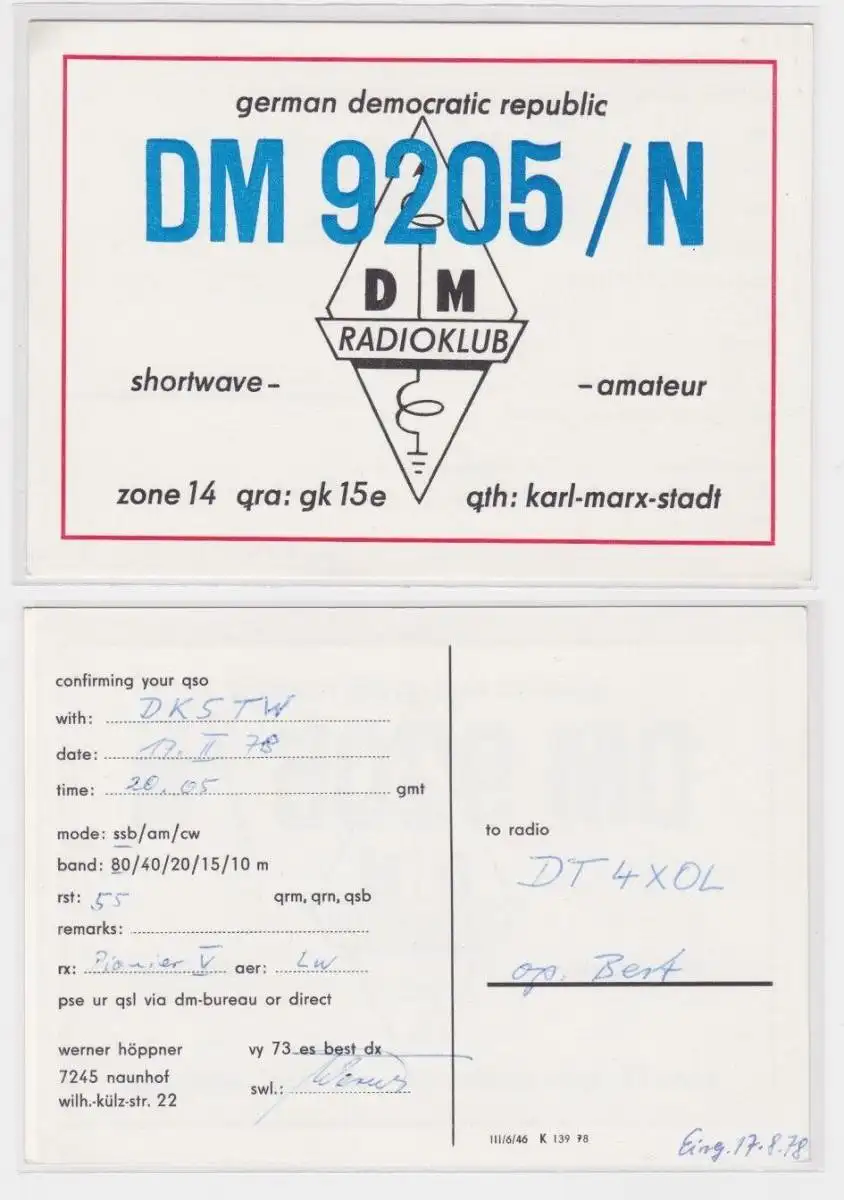 german democratic republic
DM 9205/N
D M
RADIOKLUB
shortwave- -amateur
zone 14 qra: gk 15e qth: karl-marx-stadt
confirming your qso
with: DK5TW
date: 17. II 78
time: 20.05 gmt
mode: ssb/am/cw
band: 80/40/20/15/10 m
rst: 55 qrm, qrn, qsb
remarks:
rx: Pionier V aer: LW
pse ur qsl via dm-bureau or direct
werner höppner vy 73 es best dx
7245 naunhof
wilh.-külz-str. 22 swl.: Werner
to radio
DT4XOL
op. Bert
III/6/46 K 139 78
Eing. 17.8.78